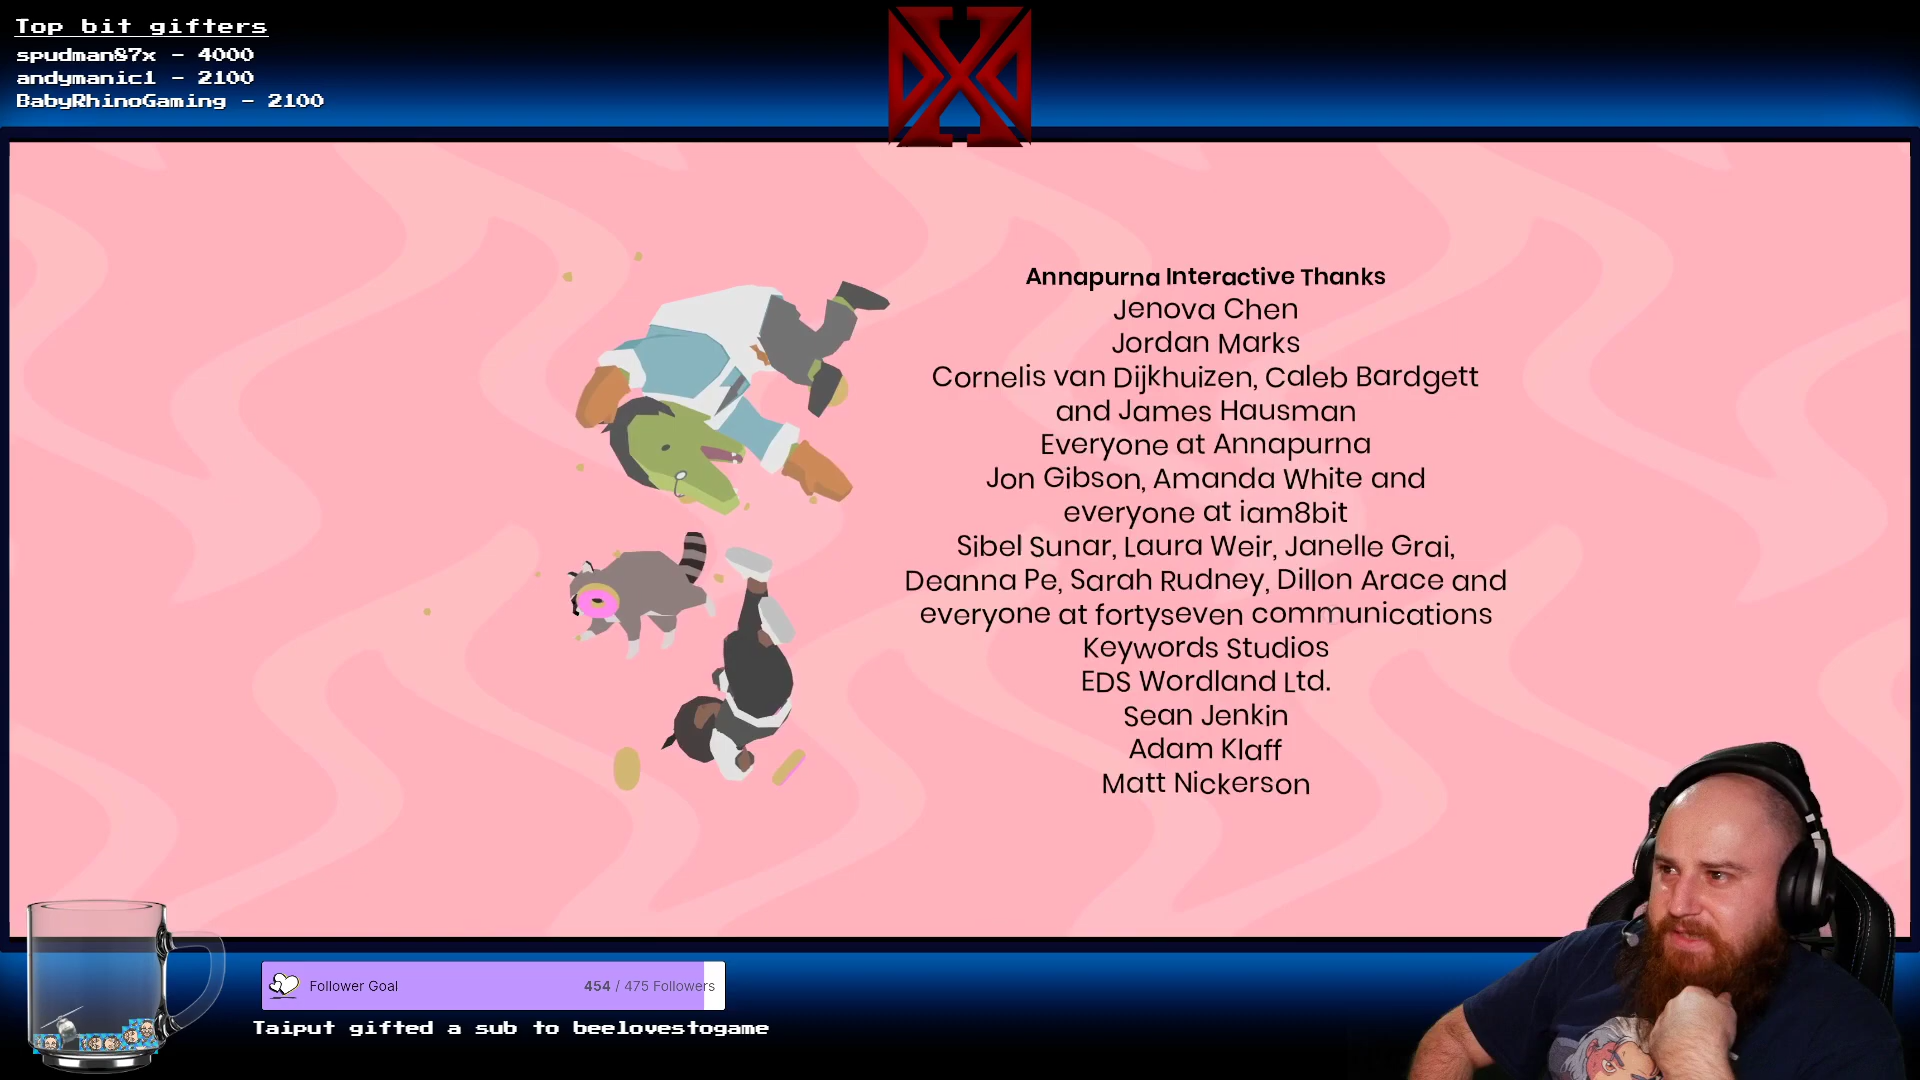 Top bit gifters
spudman87x - 4000
andymanic1 - 2100
BabyRhinoGaming - 2100
Annapurna Interactive Thanks
Jenova Chen
Jordan Marks
Cornelis van Dijkhuizen, Caleb Bardgett
and James Hausman
Everyone at Annapurna
Jon Gibson, Amanda White and
everyone at iam8bit
Sibel Sunar, Laura Weir, Janelle Grai,
Deanna Pe, Sarah Rudney, Dillon Arace and
everyone at fortyseven communications
Keywords Studios
EDS Wordland Ltd.
Sean Jenkin
Adam Klaff
Matt Nickerson
Follower Goal 454 / 475 Followers
Taiput gifted a sub to beelovestogame